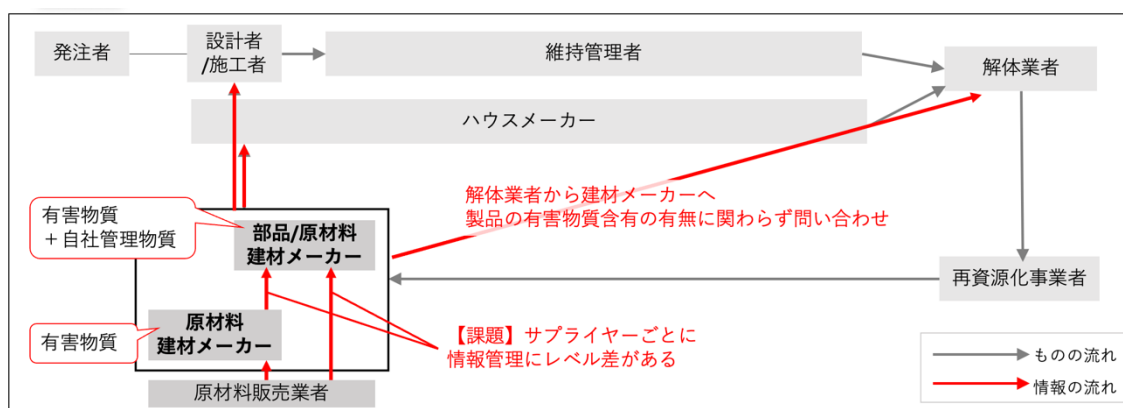 発注者
設計者
/施工者
維持管理者
解体業者
ハウスメーカー
解体業者から建材メーカーへ
製品の有害物質含有の有無に関わらず問い合わせ
有害物質
＋自社管理物質
部品/原材料
建材メーカー
再資源化事業者
有害物質
原材料
建材メーカー
【課題】サプライヤーごとに
情報管理にレベル差がある
原材料販売業者
ものの流れ
情報の流れ